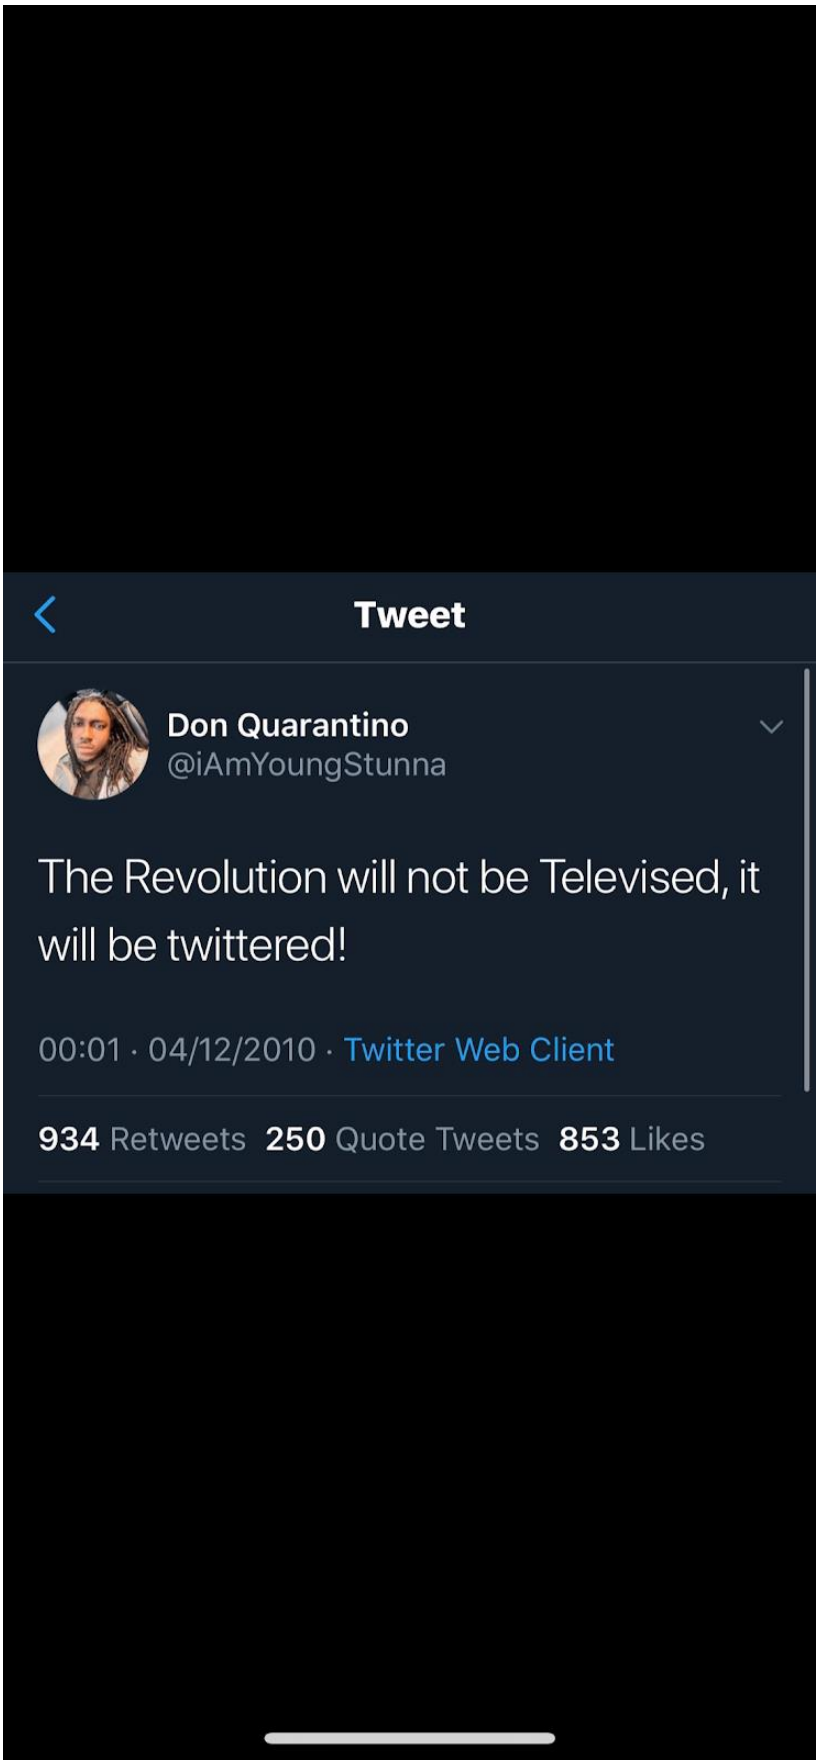 Tweet
Don Quarantino
@iAmYoungStunna
The Revolution will not be Televised, it
will be twittered!
00:01 · 04/12/2010 · Twitter Web Client
934 Retweets 250 Quote Tweets 853 Likes